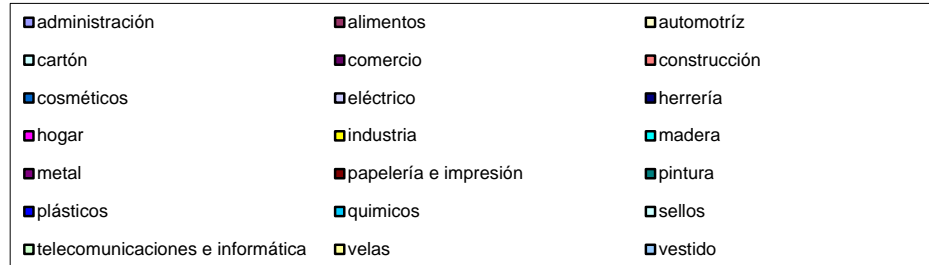 administración alimentos automotríz
cartón comercio construcción
cosméticos eléctrico herrería
hogar industria madera
metal papelería e impresión pintura
plásticos quimicos sellos
telecomunicaciones e informática velas vestido